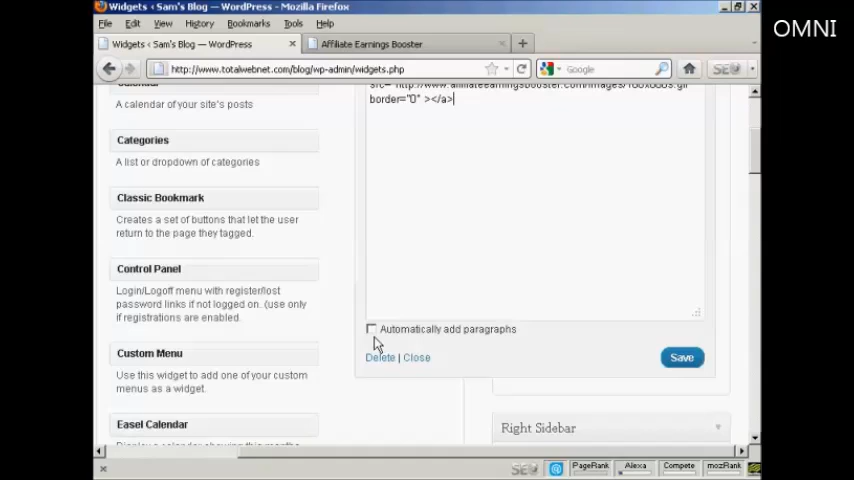 Widgets ‹ Sam's Blog — WordPress - Mozilla Firefox
OMNI
File Edit View History Bookmarks Tools Help
Widgets ‹ Sam's Blog — WordPress × Affiliate Earnings Booster × +
http://www.totalwebnet.com/blog/wp-admin/widgets.php
Google
SEO
A calendar of your site's posts
Categories
A list or dropdown of categories
Classic Bookmark
Creates a set of buttons that let the user
return to the page they tagged.
Control Panel
Login/Logoff menu with register/lost
password links if not logged on. (use only
if registrations are enabled.
Custom Menu
Use this widget to add one of your custom
menus as a widget.
Easel Calendar
border="0" ></a>
Automatically add paragraphs
Delete | Close
Save
Right Sidebar
SEO
PageRank
Alexa
Compete
mozRank